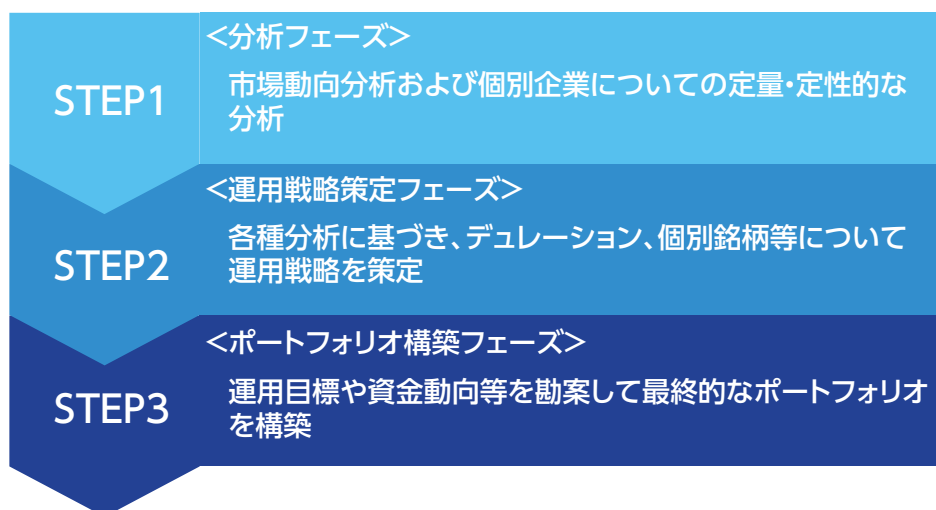 STEP1
<分析フェーズ>
市場動向分析および個別企業についての定量・定性的な
分析
STEP2
<運用戦略策定フェーズ>
各種分析に基づき、デュレーション、個別銘柄等について
運用戦略を策定
STEP3
<ポートフォリオ構築フェーズ>
運用目標や資金動向等を勘案して最終的なポートフォリオ
を構築